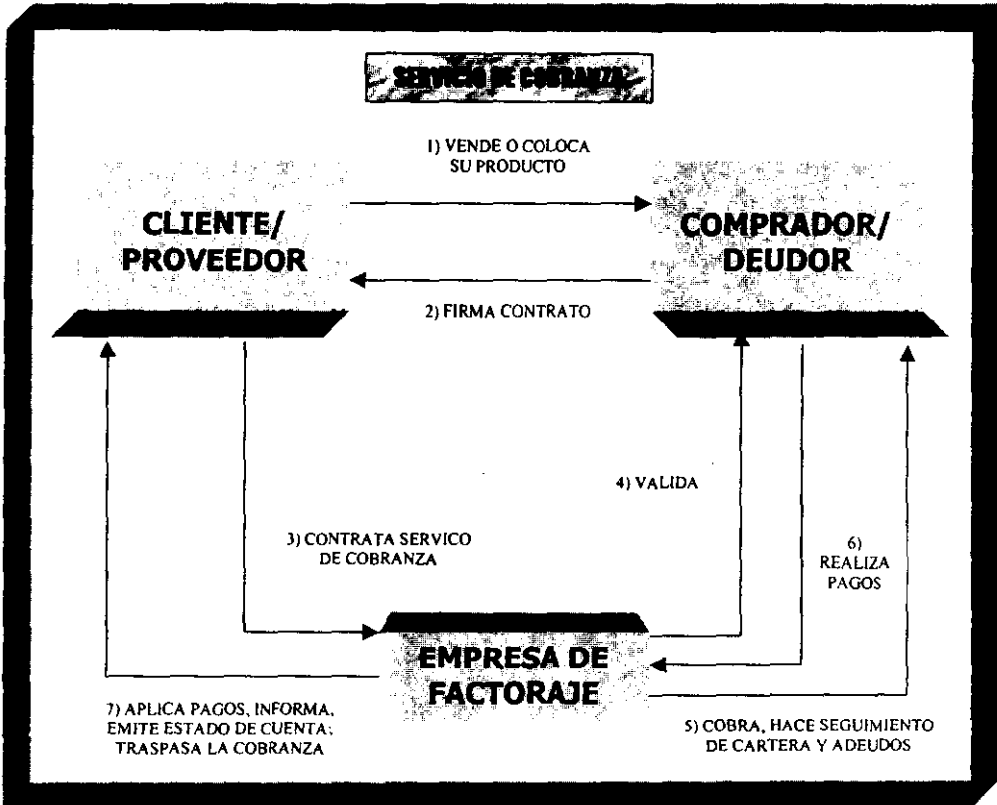 SERVICIO DE COBRANZA
1) VENDE O COLOCA
SU PRODUCTO
CLIENTE/
PROVEEDOR
COMPRADOR/
DEUDOR
2) FIRMA CONTRATO
4) VALIDA
3) CONTRATA SERVICO
DE COBRANZA
6)
REALIZA
PAGOS
EMPRESA DE
FACTORAJE
7) APLICA PAGOS, INFORMA,
EMITE ESTADO DE CUENTA;
TRASPASA LA COBRANZA
5) COBRA, HACE SEGUIMIENTO
DE CARTERA Y ADEUDOS